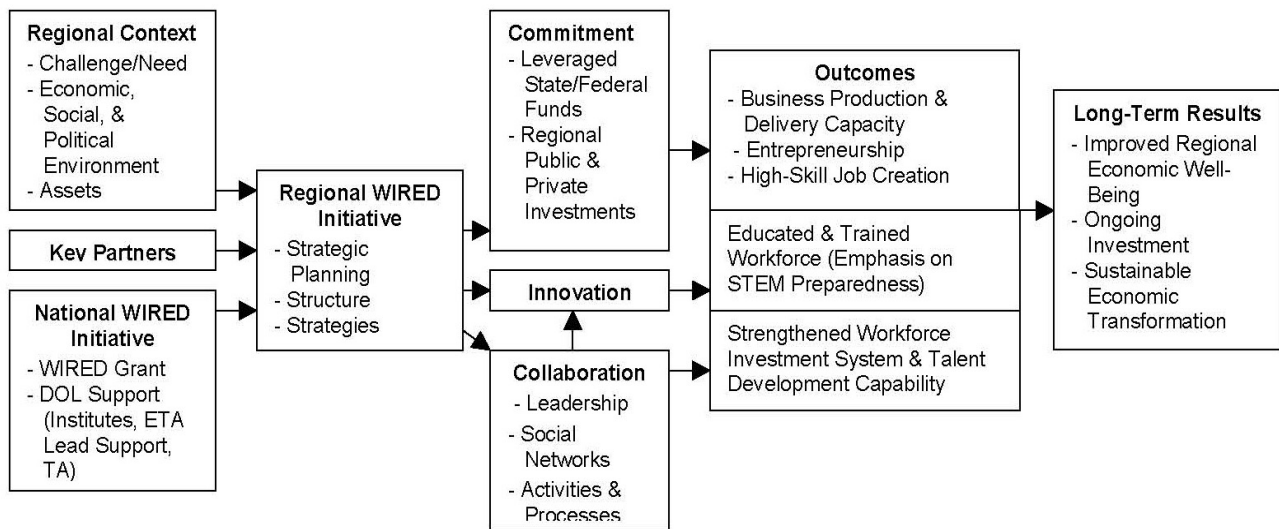 Regional Context
- Challenge/Need
- Economic,
Social, &
Political
Environment
- Assets
Kev Partners
National WIRED
Initiative
- WIRED Grant
- DOL Support
(Institutes, ETA
Lead Support,
TA)
Regional WIRED
Initiative
- Strategic
Planning
- Structure
- Strategies
Commitment
- Leveraged
State/Federal
Funds
- Regional
Public &
Private
Investments
Innovation
Collaboration
- Leadership
- Social
Networks
- Activities &
Processes
Outcomes
- Business Production &
Delivery Capacity
- Entrepreneurship
- High-Skill Job Creation
Educated & Trained
Workforce (Emphasis on
STEM Preparedness)
Strengthened Workforce
Investment System & Talent
Development Capability
Long-Term Results
- Improved Regional
Economic Well-
Being
- Ongoing
Investment
- Sustainable
Economic
Transformation